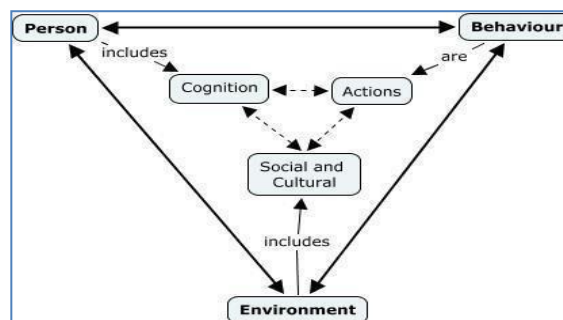 Person
Behaviour
includes
are
Cognition
Actions
Social and
Cultural
includes
Environment